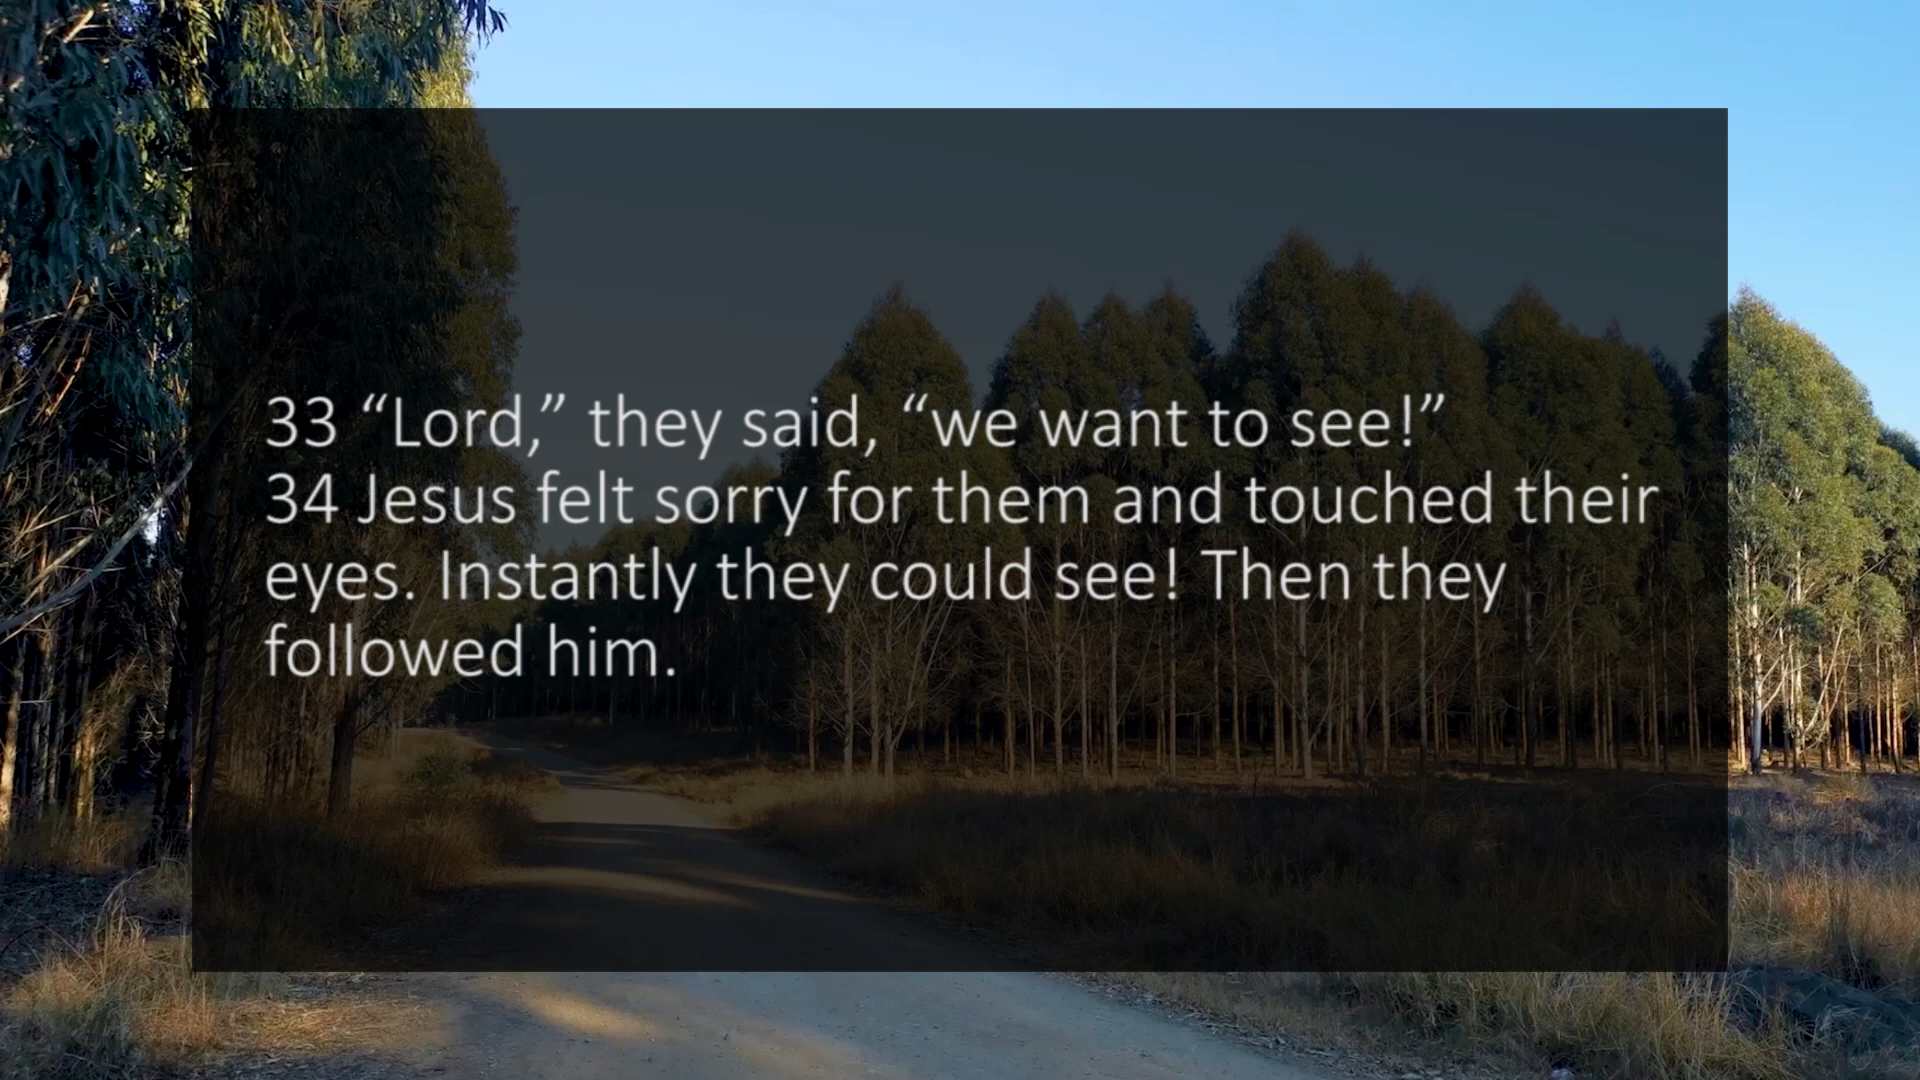 33 “Lord,” they said, “we want to see!”
34 Jesus felt sorry for them and touched their
eyes. Instantly they could see! Then they
followed him.